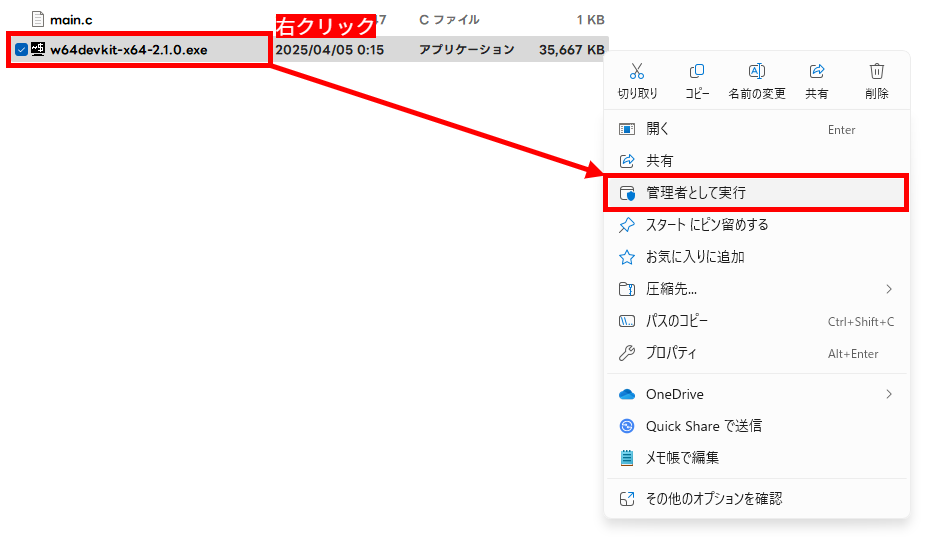 main.c 右クリック 37 C ファイル 1 KB
w64devkit-x64-2.1.0.exe 2025/04/05 0:15 アプリケーション 35,667 KB
切り取り コピー 名前の変更 共有 削除
開く Enter
共有
管理者として実行
スタート にピン留めする
お気に入りに追加
圧縮先...
パスのコピー Ctrl+Shift+C
プロパティ Alt+Enter
OneDrive
Quick Share で送信
メモ帳で編集
その他のオプションを確認